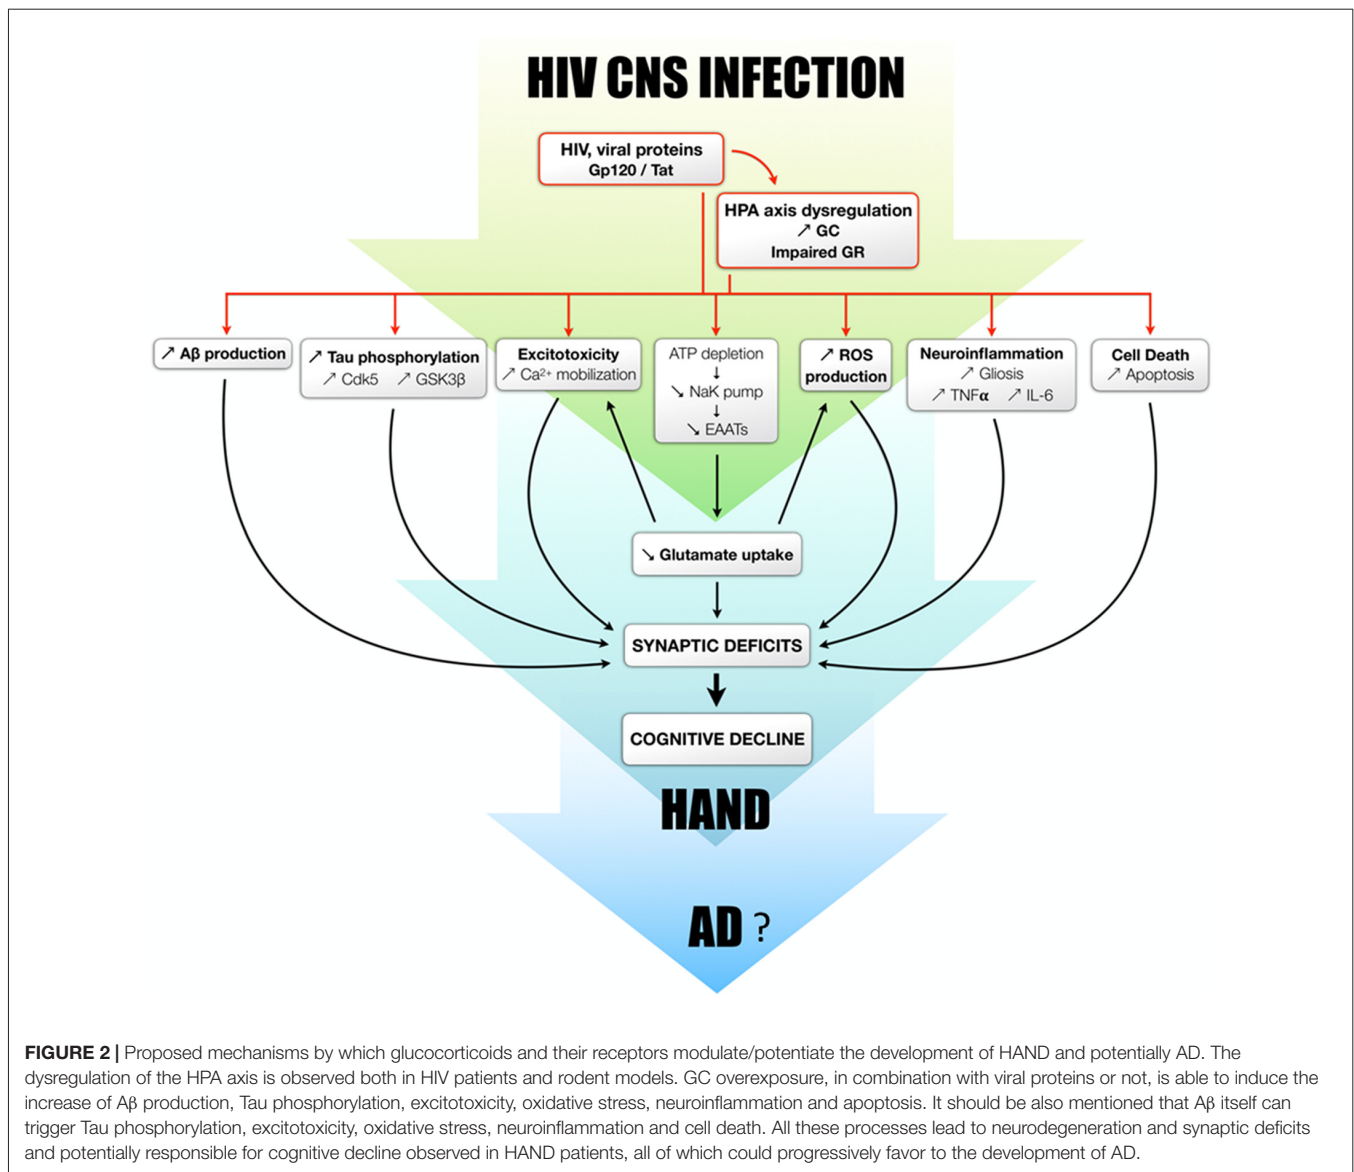 HIV CNS INFECTION
HIV, viral proteins
Gp120 / Tat
HPA axis dysregulation
↗ GC
Impaired GR
↗ Aβ production
↗ Tau phosphorylation
↗ Cdk5 ↗ GSK3β
Excitotoxicity
↗ Ca²⁺ mobilization
ATP depletion
↓
↘ NaK pump
↓
↘ EAATs
↗ ROS
production
Neuroinflammation
↗ Gliosis
↗ TNFα ↗ IL-6
Cell Death
↗ Apoptosis
↘ Glutamate uptake
SYNAPTIC DEFICITS
COGNITIVE DECLINE
HAND
AD ?
FIGURE 2 | Proposed mechanisms by which glucocorticoids and their receptors modulate/potentiate the development of HAND and potentially AD. The
dysregulation of the HPA axis is observed both in HIV patients and rodent models. GC overexposure, in combination with viral proteins or not, is able to induce the
increase of Aβ production, Tau phosphorylation, excitotoxicity, oxidative stress, neuroinflammation and apoptosis. It should be also mentioned that Aβ itself can
trigger Tau phosphorylation, excitotoxicity, oxidative stress, neuroinflammation and cell death. All these processes lead to neurodegeneration and synaptic deficits
and potentially responsible for cognitive decline observed in HAND patients, all of which could progressively favor to the development of AD.